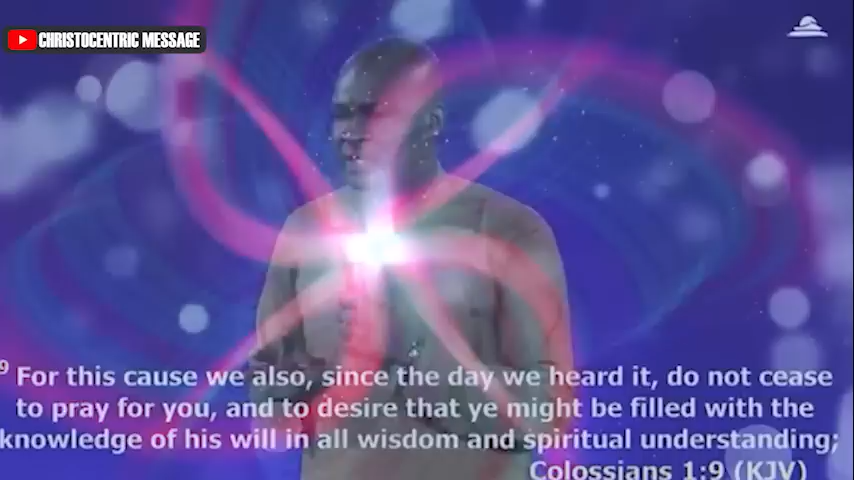 CHRISTOCENTRIC MESSAGE
9 For this cause we also, since the day we heard it, do not cease
to pray for you, and to desire that ye might be filled with the
knowledge of his will in all wisdom and spiritual understanding;
Colossians 1:9 (KJV)